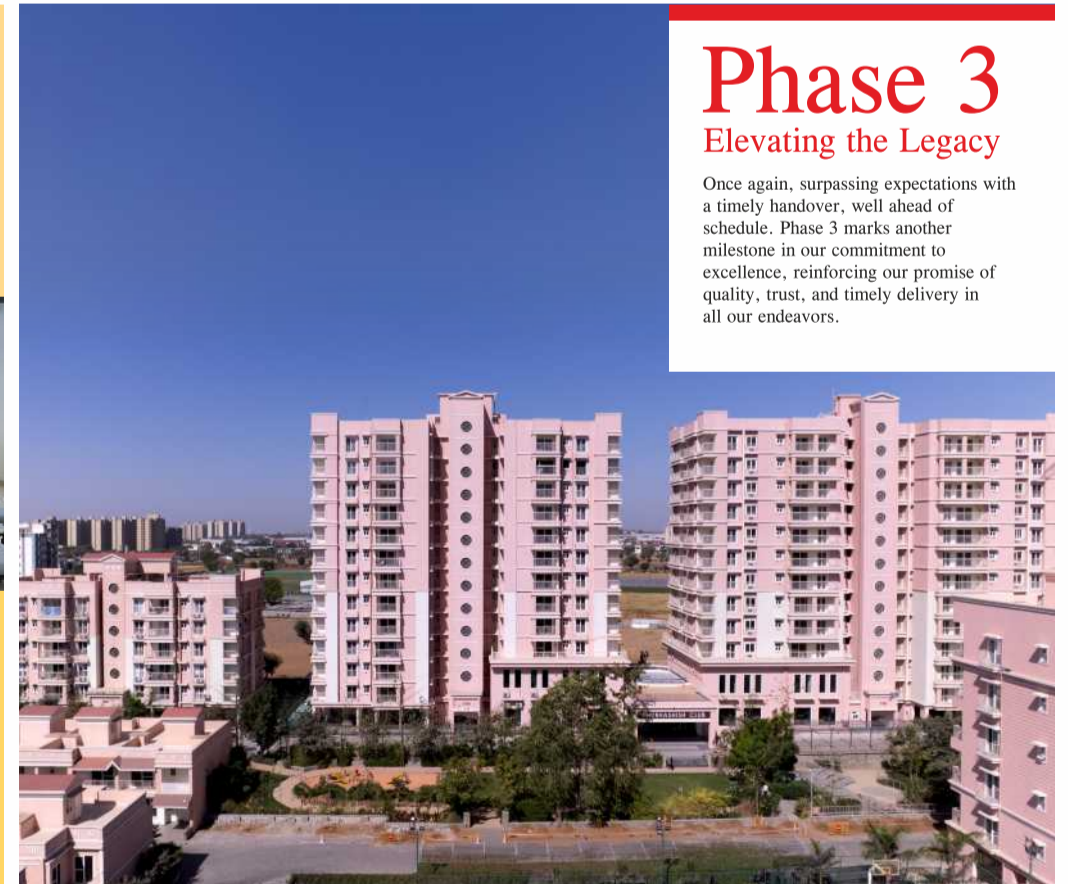 Phase 3
Elevating the Legacy
Once again, surpassing expectations with
a timely handover, well ahead of
schedule. Phase 3 marks another
milestone in our commitment to
excellence, reinforcing our promise of
quality, trust, and timely delivery in
all our endeavors.
CLUB